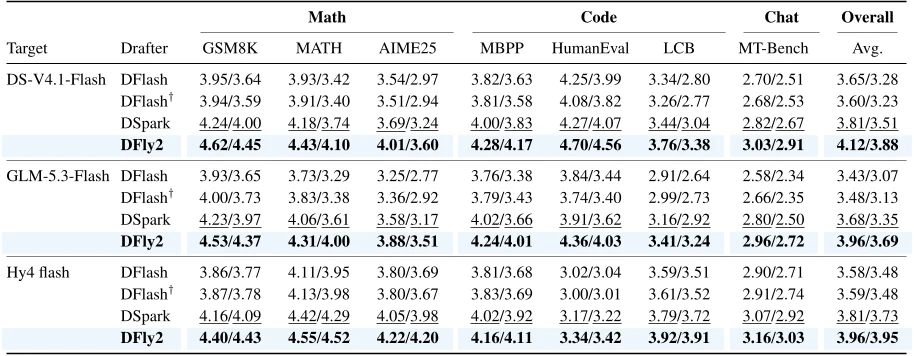 Math Code Chat Overall
Target Drafter GSM8K MATH AIME25 MBPP HumanEval LCB MT-Bench Avg.
DS-V4.1-Flash DFlash 3.95/3.64 3.93/3.42 3.54/2.97 3.82/3.63 4.25/3.99 3.34/2.80 2.70/2.51 3.65/3.28
DFlash† 3.94/3.59 3.91/3.40 3.51/2.94 3.81/3.58 4.08/3.82 3.26/2.77 2.68/2.53 3.60/3.23
DSpark 4.24/4.00 4.18/3.74 3.69/3.24 4.00/3.83 4.27/4.07 3.44/3.04 2.82/2.67 3.81/3.51
DFly2 4.62/4.45 4.43/4.10 4.01/3.60 4.28/4.17 4.70/4.56 3.76/3.38 3.03/2.91 4.12/3.88
GLM-5.3-Flash DFlash 3.93/3.65 3.73/3.29 3.25/2.77 3.76/3.38 3.84/3.44 2.91/2.64 2.58/2.34 3.43/3.07
DFlash† 4.00/3.73 3.83/3.38 3.36/2.92 3.79/3.43 3.74/3.40 2.99/2.73 2.66/2.35 3.48/3.13
DSpark 4.23/3.97 4.06/3.61 3.58/3.17 4.02/3.66 3.91/3.62 3.16/2.92 2.80/2.50 3.68/3.35
DFly2 4.53/4.37 4.31/4.00 3.88/3.51 4.24/4.01 4.36/4.03 3.41/3.24 2.96/2.72 3.96/3.69
Hy4 flash DFlash 3.86/3.77 4.11/3.95 3.80/3.69 3.81/3.68 3.02/3.04 3.59/3.51 2.90/2.71 3.58/3.48
DFlash† 3.87/3.78 4.13/3.98 3.80/3.67 3.83/3.69 3.00/3.01 3.61/3.52 2.91/2.74 3.59/3.48
DSpark 4.16/4.09 4.42/4.29 4.05/3.98 4.02/3.92 3.17/3.22 3.79/3.72 3.07/2.92 3.81/3.73
DFly2 4.40/4.43 4.55/4.52 4.22/4.20 4.16/4.11 3.34/3.42 3.92/3.91 3.16/3.03 3.96/3.95